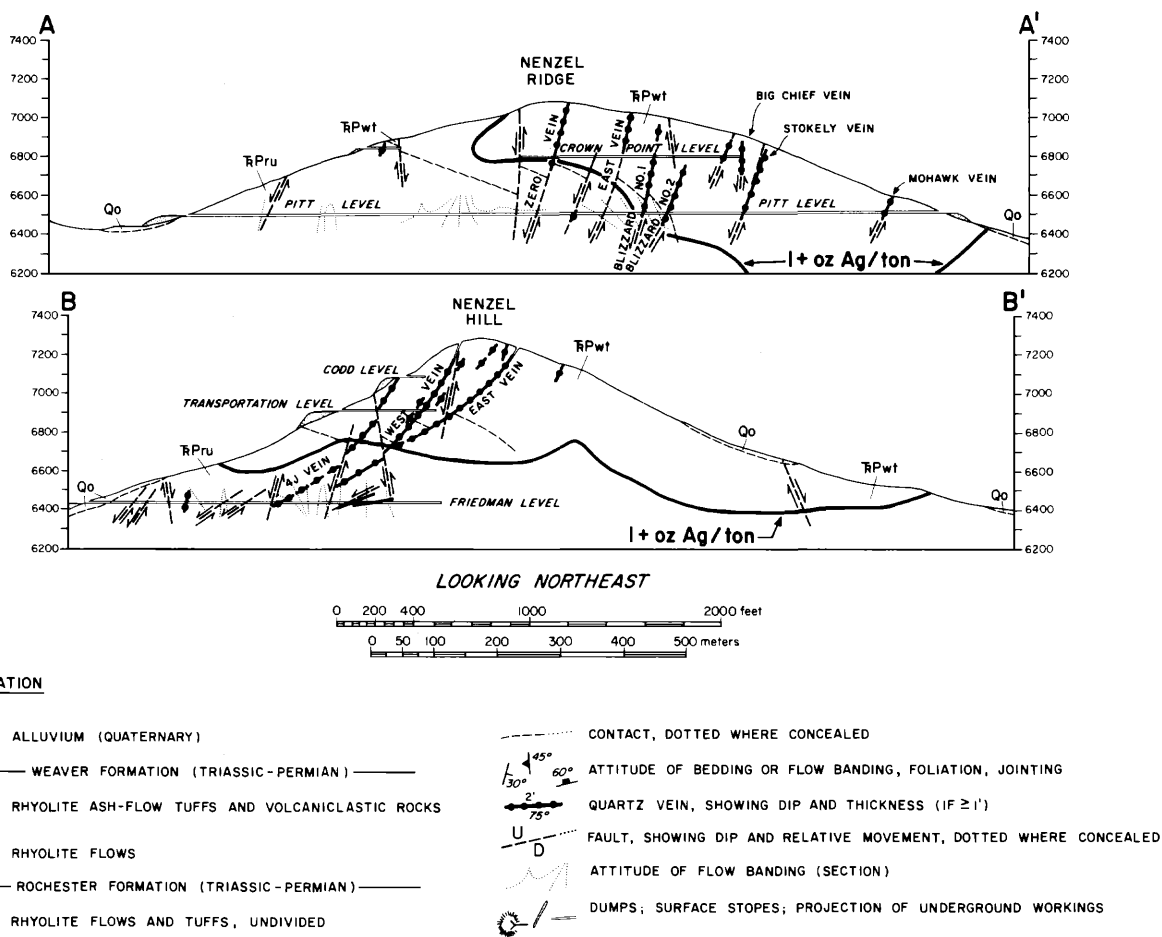 A
A'
7400
7200
7000
6800
6600
6400
6200
7400
7200
7000
6800
6600
6400
6200
NENZEL
RIDGE
TRPwt
TRPwt
TRPru
Qo
Qo
BIG CHIEF VEIN
STOKELY VEIN
MOHAWK VEIN
VEIN
ZERO
EAST VEIN
CROWN POINT LEVEL
NO.1
NO.2
BLIZZARD
BLIZZARD
PITT LEVEL
PITT LEVEL
1+ oz Ag/ton
B
B'
7400
7200
7000
6800
6600
6400
6200
7400
7200
7000
6800
6600
6400
6200
NENZEL
HILL
TRPwt
CODD LEVEL
TRANSPORTATION LEVEL
WEST VEIN
EAST VEIN
4J VEIN
TRPru
Qo
Qo
TRPwt
Qo
FRIEDMAN LEVEL
1+ oz Ag/ton
LOOKING NORTHEAST
0 200 400 1000 2000 feet
0 50 100 200 300 400 500 meters
ATION
ALLUVIUM (QUATERNARY)
WEAVER FORMATION (TRIASSIC-PERMIAN)
RHYOLITE ASH-FLOW TUFFS AND VOLCANICLASTIC ROCKS
RHYOLITE FLOWS
ROCHESTER FORMATION (TRIASSIC-PERMIAN)
RHYOLITE FLOWS AND TUFFS, UNDIVIDED
CONTACT, DOTTED WHERE CONCEALED
30° 45° 60° ATTITUDE OF BEDDING OR FLOW BANDING, FOLIATION, JOINTING
2' 75° QUARTZ VEIN, SHOWING DIP AND THICKNESS (IF ≥ 1')
U D FAULT, SHOWING DIP AND RELATIVE MOVEMENT, DOTTED WHERE CONCEALED
ATTITUDE OF FLOW BANDING (SECTION)
DUMPS; SURFACE STOPES; PROJECTION OF UNDERGROUND WORKINGS